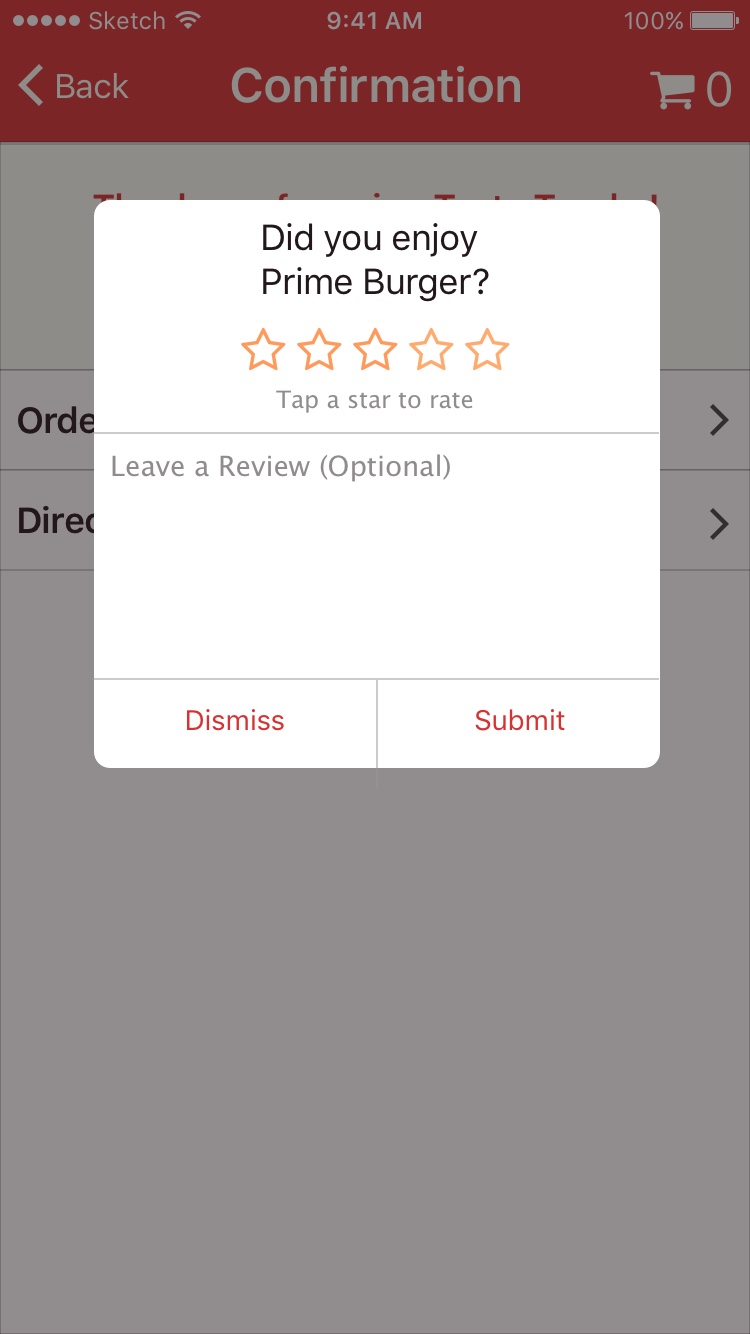 Sketch 9:41 AM 100%
Back Confirmation 0
Did you enjoy
Prime Burger?
Tap a star to rate
Orde
Leave a Review (Optional)
Direc
Dismiss Submit